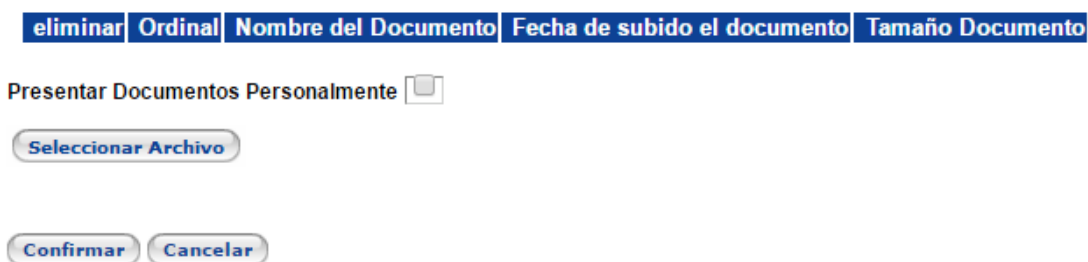 eliminar Ordinal Nombre del Documento Fecha de subido el documento Tamaño Documento
Presentar Documentos Personalmente
Seleccionar Archivo
Confirmar Cancelar